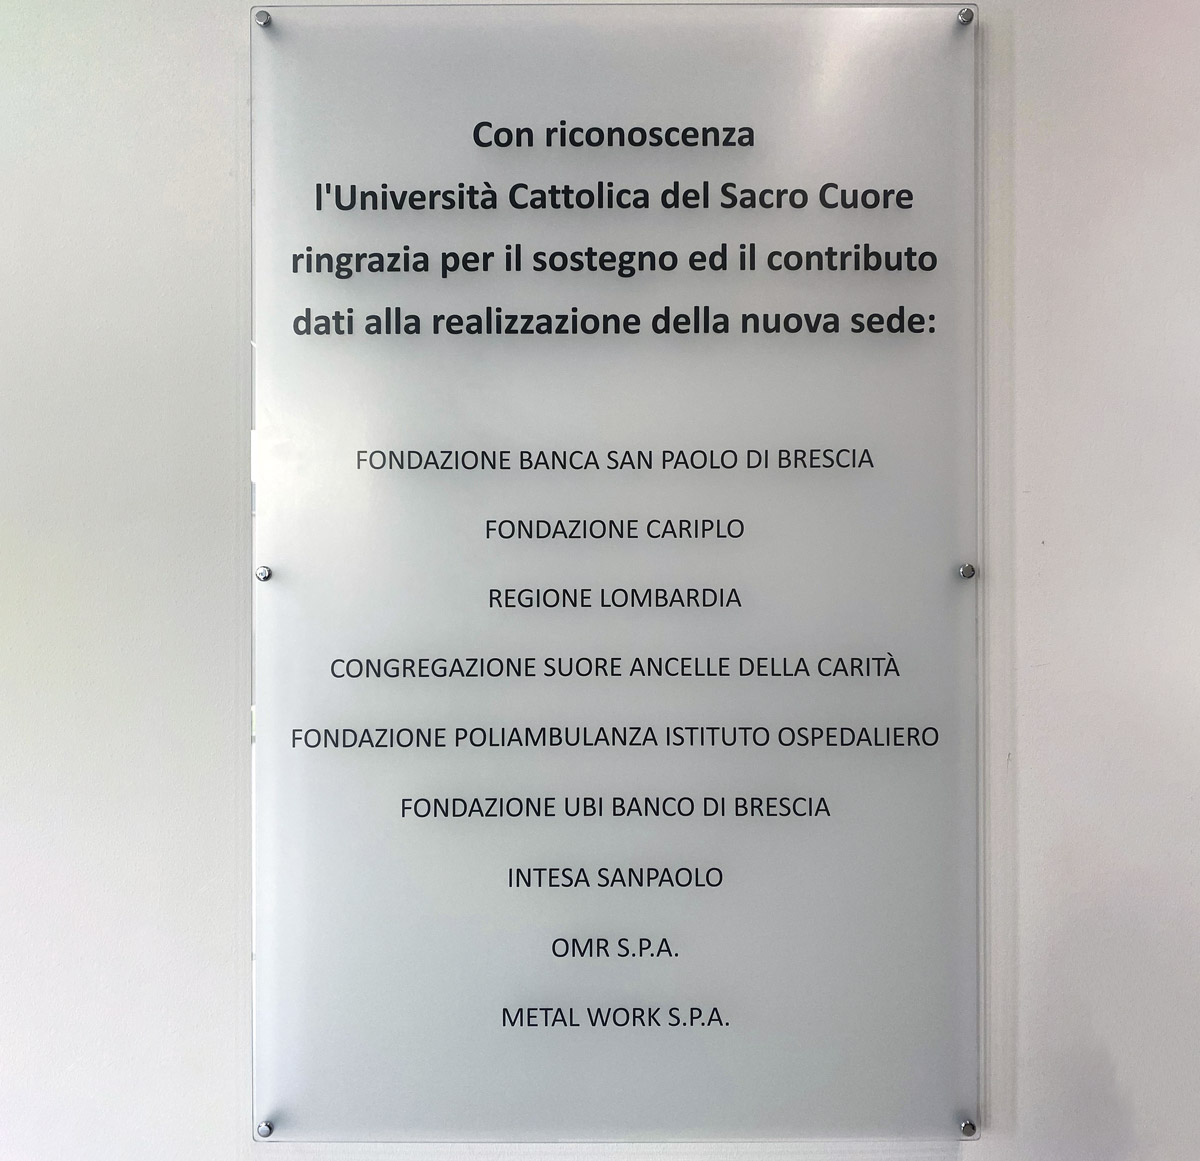 Con riconoscenza
l'Università Cattolica del Sacro Cuore
ringrazia per il sostegno ed il contributo
dati alla realizzazione della nuova sede:
FONDAZIONE BANCA SAN PAOLO DI BRESCIA
FONDAZIONE CARIPLO
REGIONE LOMBARDIA
CONGREGAZIONE SUORE ANCELLE DELLA CARITÀ
FONDAZIONE POLIAMBULANZA ISTITUTO OSPEDALIERO
FONDAZIONE UBI BANCO DI BRESCIA
INTESA SANPAOLO
OMR S.P.A.
METAL WORK S.P.A.